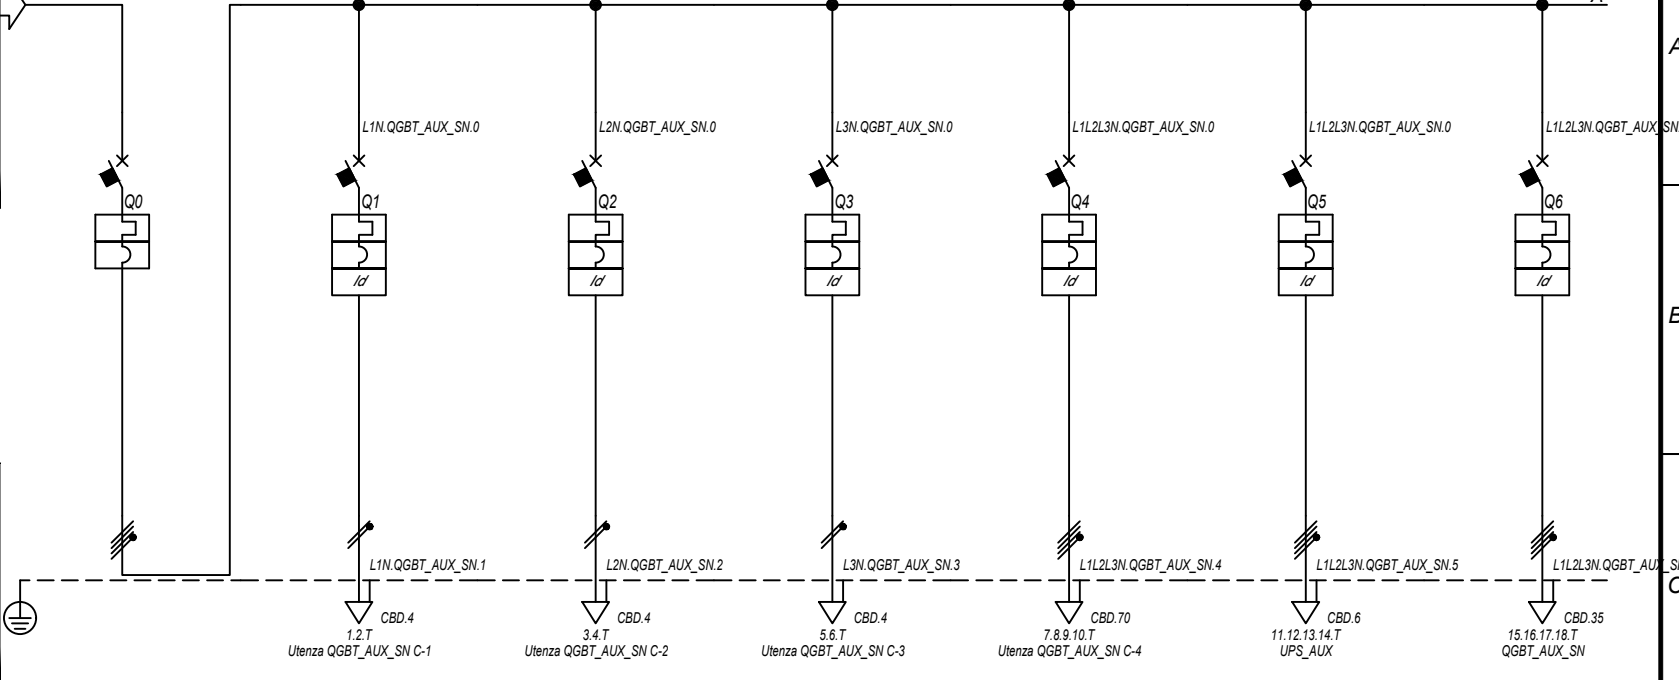 A
L1N.QGBT_AUX_SN.0
L2N.QGBT_AUX_SN.0
L3N.QGBT_AUX_SN.0
L1L2L3N.QGBT_AUX_SN.0
L1L2L3N.QGBT_AUX_SN.0
L1L2L3N.QGBT_AUX_SN.
Q0
Q1
Q2
Q3
Q4
Q5
Q6
Id
Id
Id
Id
Id
Id
B
L1N.QGBT_AUX_SN.1
L2N.QGBT_AUX_SN.2
L3N.QGBT_AUX_SN.3
L1L2L3N.QGBT_AUX_SN.4
L1L2L3N.QGBT_AUX_SN.5
L1L2L3N.QGBT_AUX_S
C
CBD.4
CBD.4
CBD.4
CBD.70
CBD.6
CBD.35
1.2.T
3.4.T
5.6.T
7.8.9.10.T
11.12.13.14.T
15.16.17.18.T
Utenza QGBT_AUX_SN C-1
Utenza QGBT_AUX_SN C-2
Utenza QGBT_AUX_SN C-3
Utenza QGBT_AUX_SN C-4
UPS_AUX
QGBT_AUX_SN